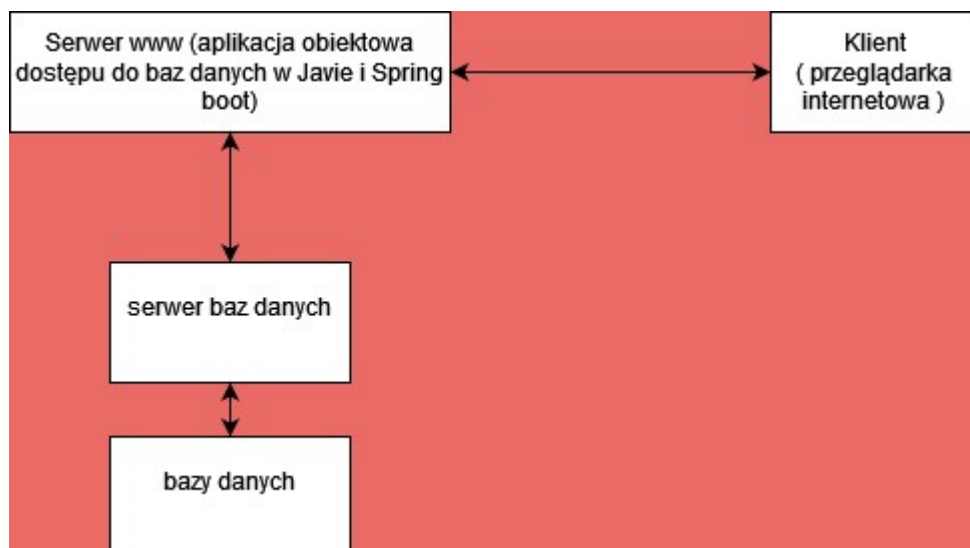 Serwer www (aplikacja obiektowa
dostępu do baz danych w Javie i Spring
boot)
Klient
( przeglądarka
internetowa )
serwer baz danych
bazy danych